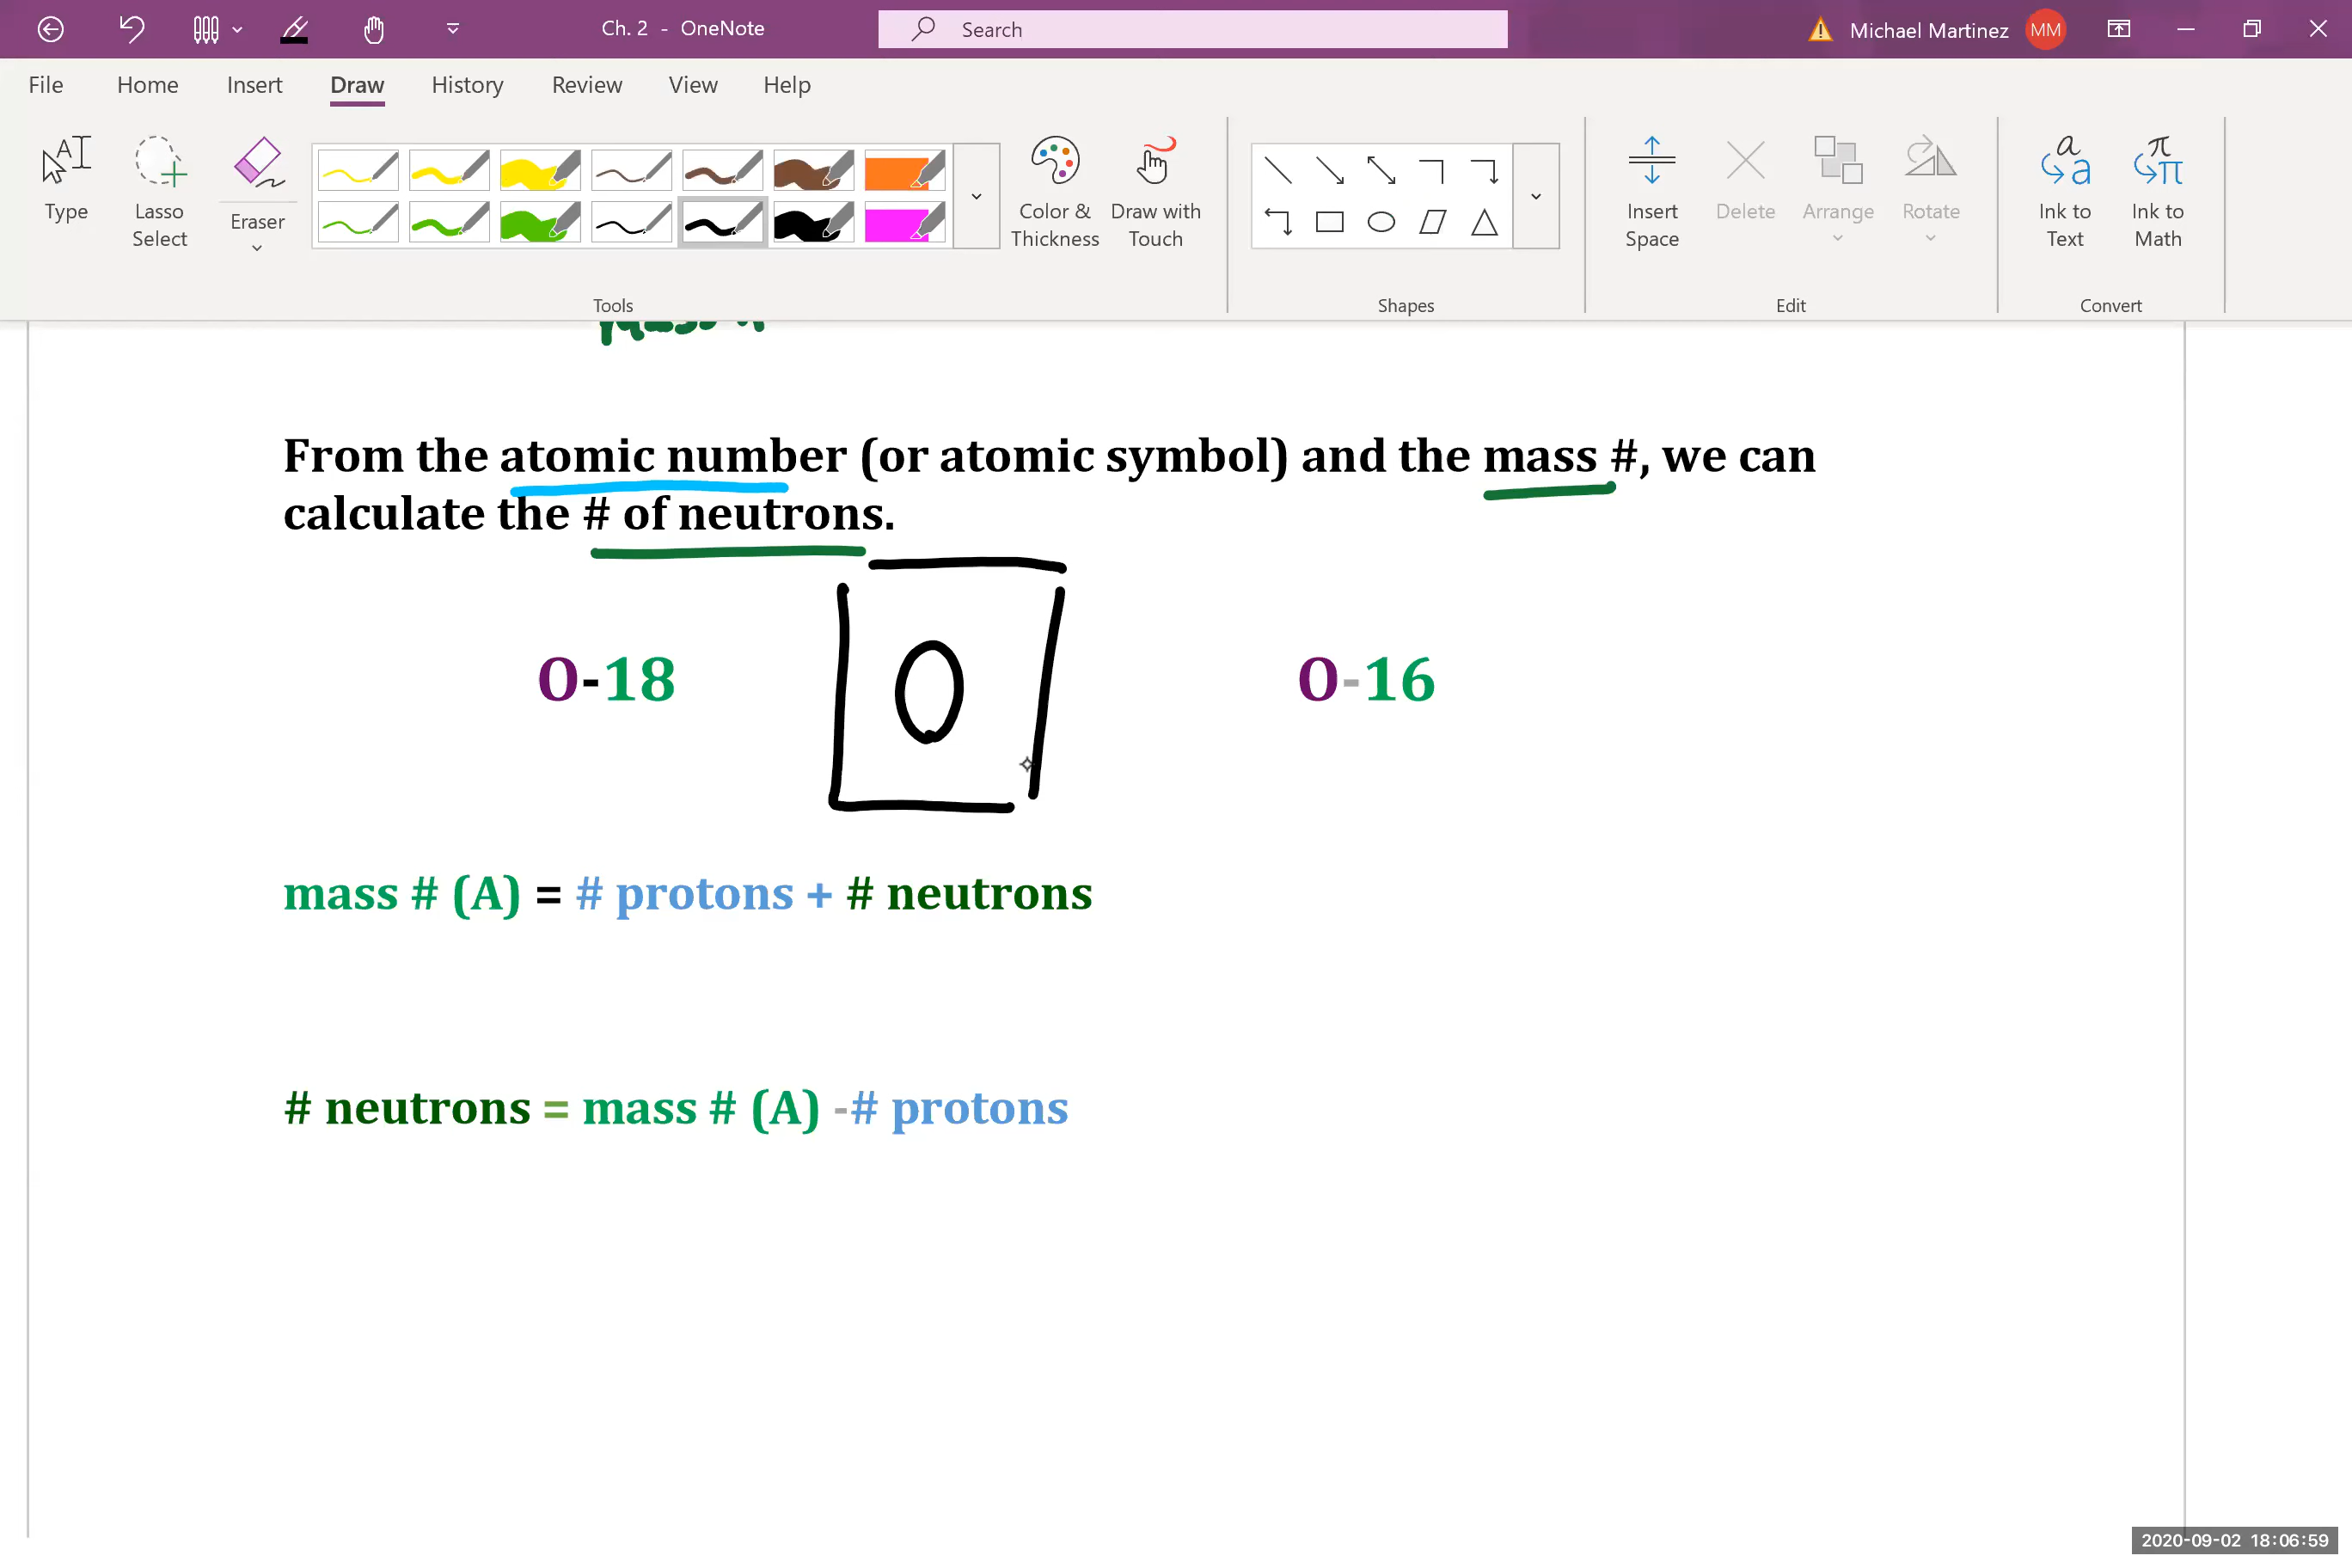 Ch. 2 - OneNote
Search
Michael Martinez
MM
File Home Insert Draw History Review View Help
Type
Lasso Select
Eraser
Color & Thickness
Draw with Touch
Insert Space
Delete
Arrange
Rotate
Ink to Text
Ink to Math
Tools
Shapes
Edit
Convert
From the atomic number (or atomic symbol) and the mass #, we can
calculate the # of neutrons.
O-18
O
O-16
mass # (A) = # protons + # neutrons
# neutrons = mass # (A) -# protons
2020-09-02 18:06:59